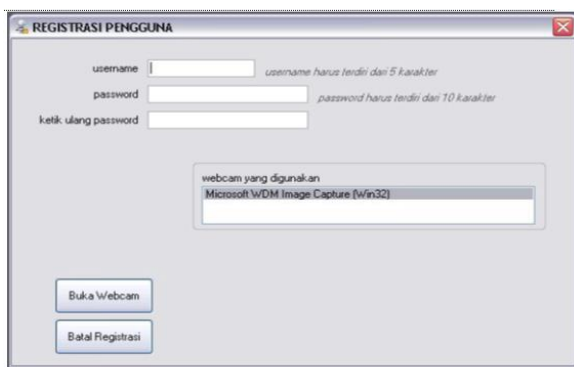 REGISTRASI PENGGUNA
username username harus terdiri dari 5 karakter
password password harus terdiri dari 10 karakter
ketik ulang password
webcam yang digunakan
Microsoft WDM Image Capture (Win32)
Buka Webcam
Batal Registrasi